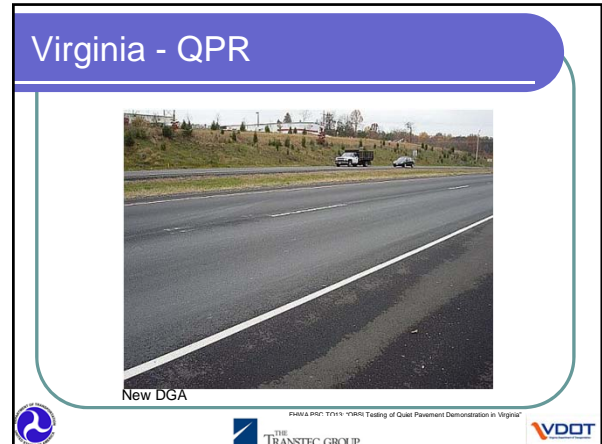 Virginia - QPR
New DGA
FHWA PSC TO13: "OBSI Testing of Quiet Pavement Demonstration in Virginia"
THE
TRANSTEC GROUP
VDOT